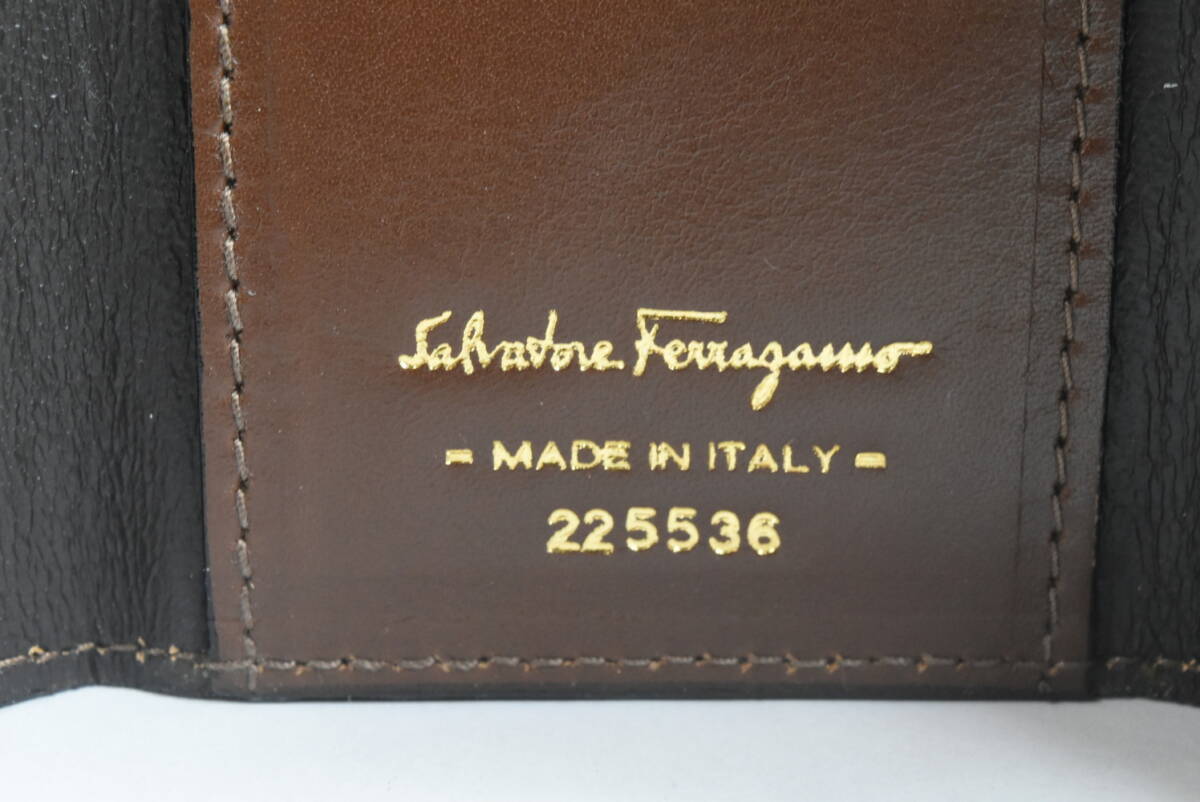 Salvatore Ferragamo
- MADE IN ITALY -
225536